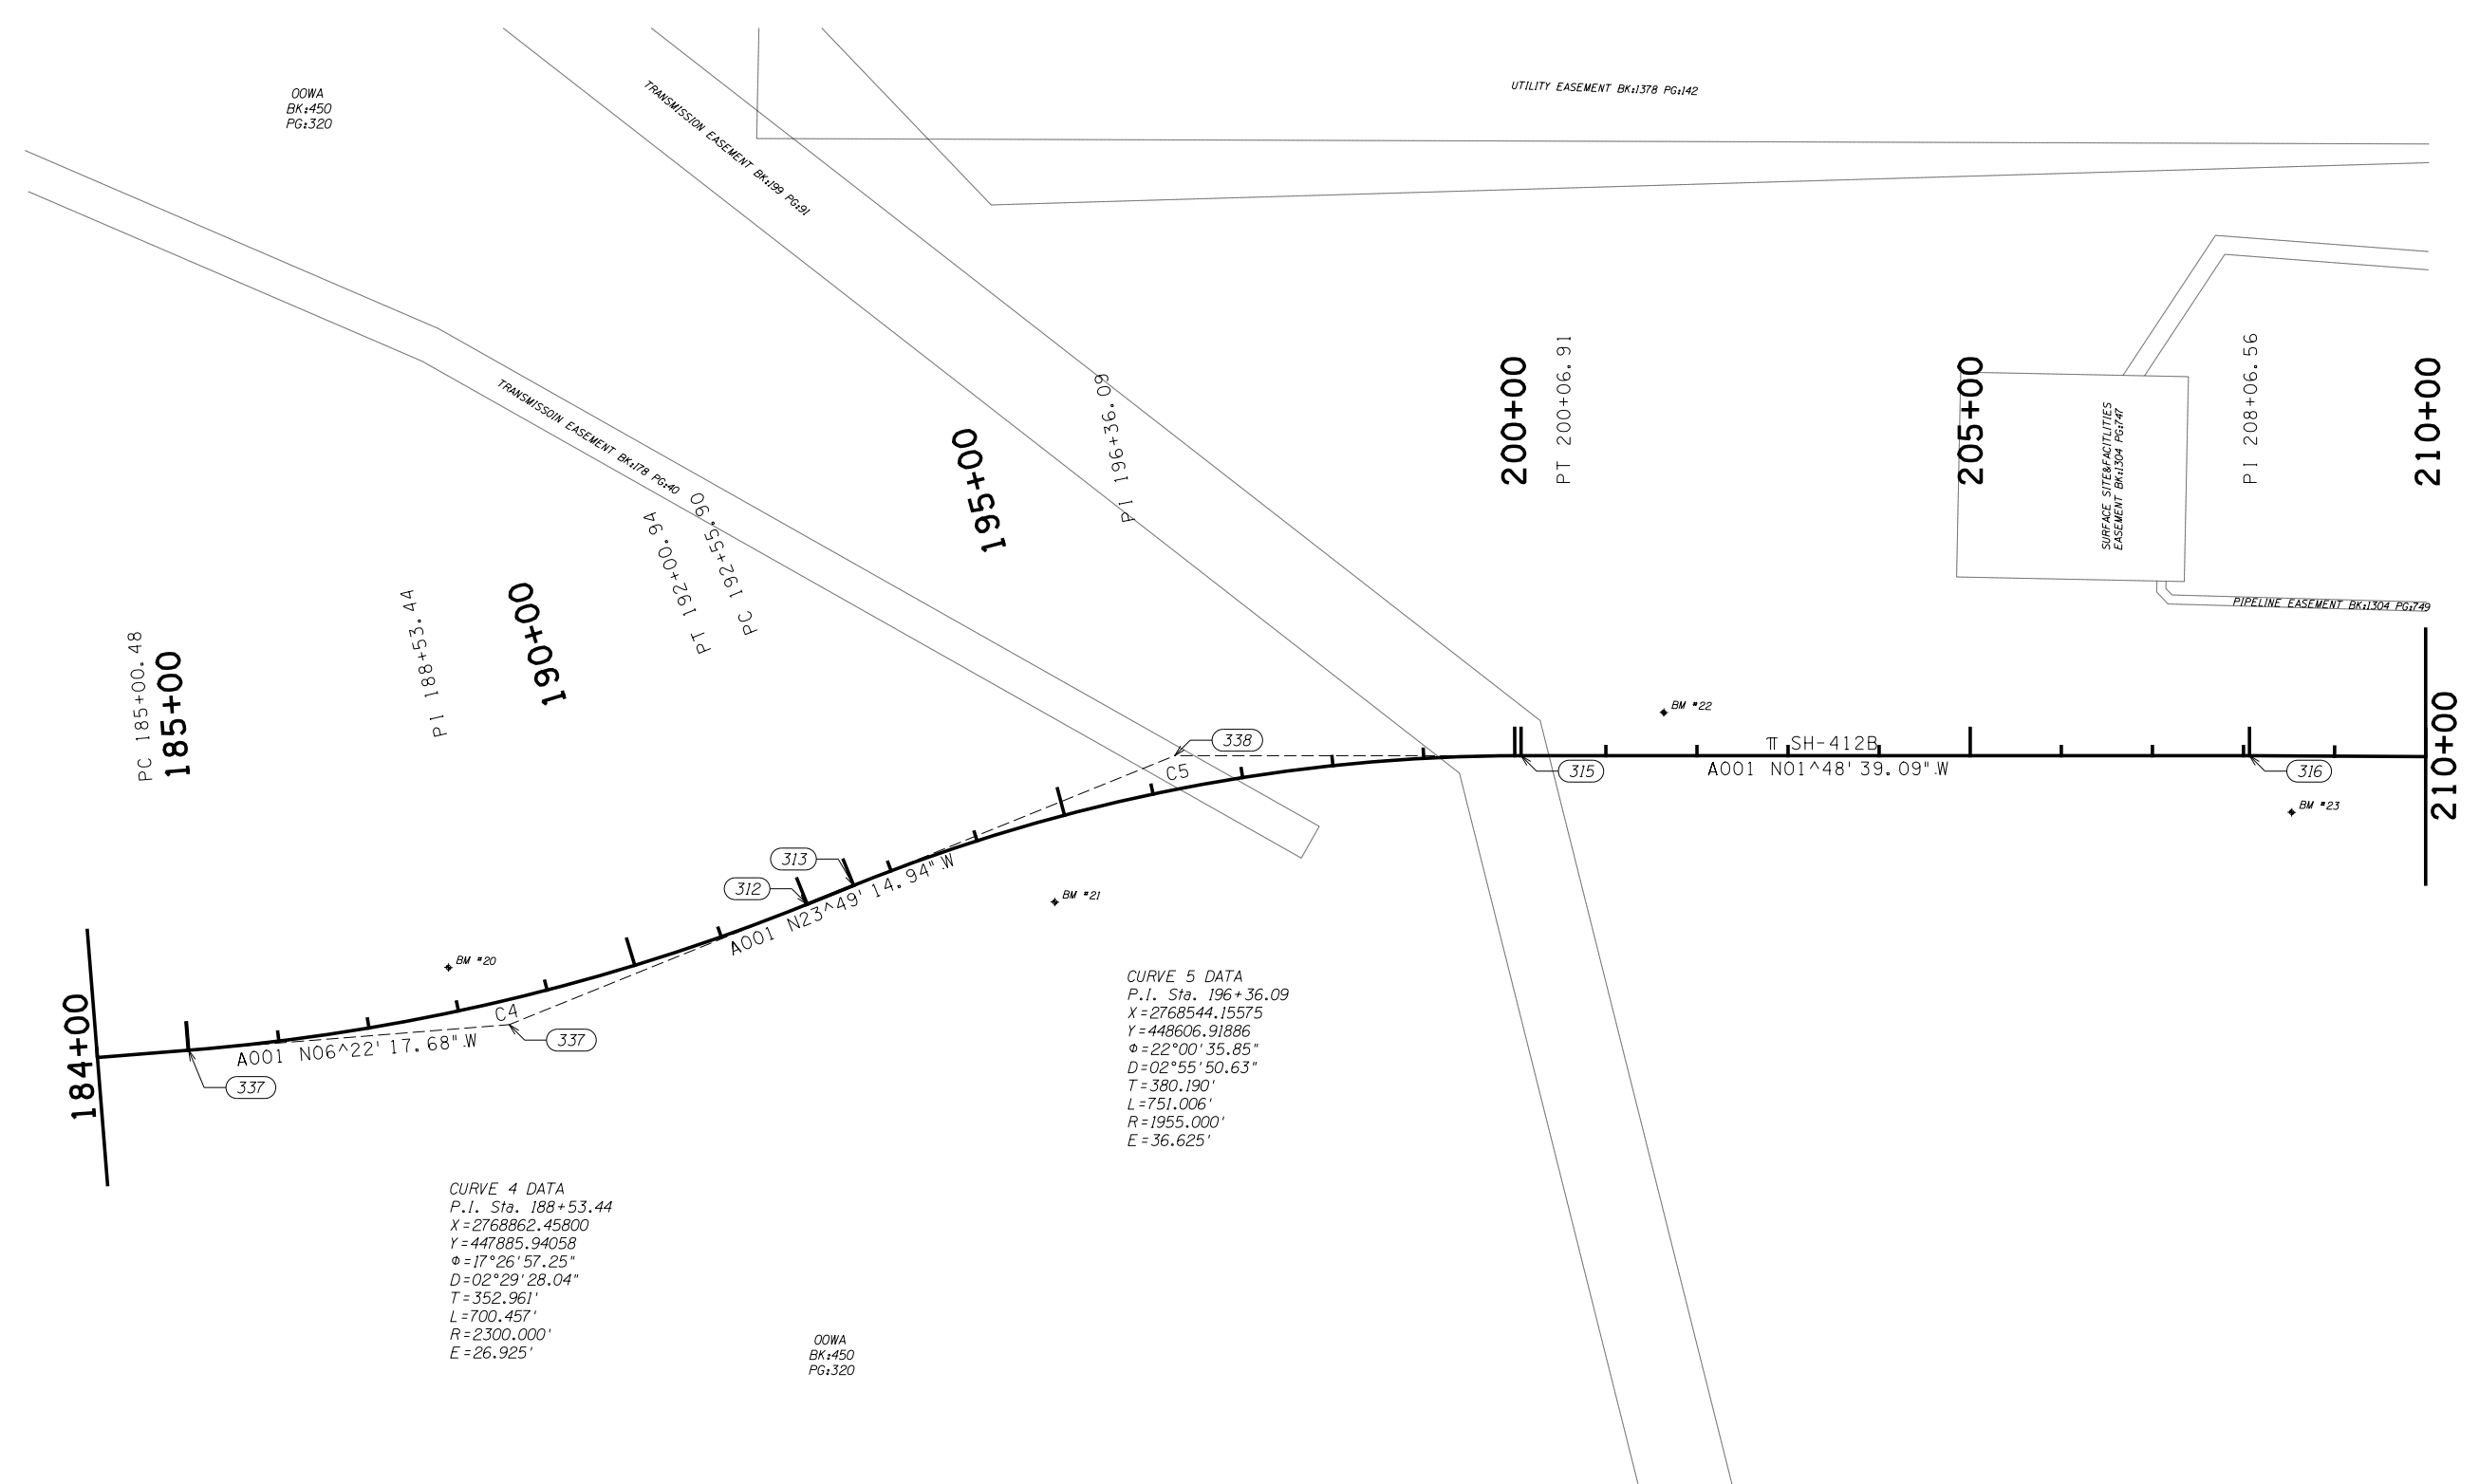 OOWA
BK:450
PG:320
TRANSMISSION EASEMENT BK:199 PG:91
UTILITY EASEMENT BK:1378 PG:142
TRANSMISSOIN EASEMENT BK:178 PG:40
PC 185+00.48
185+00
PI 188+53.44
190+00
PT 192+00.94
PC 192+55.90
195+00
PI 196+36.09
200+00
PT 200+06.91
205+00
SURFACE SITE&FACITLITIES
EASEMENT BK:1304 PG:747
PI 208+06.56
210+00
PIPELINE EASEMENT BK:1304 PG:749
BM #22
π SH-412B
A001 N01^48'39.09".W
338
C5
315
316
BM #23
210+00
313
312
A001 N23^49'14.94".W
BM #21
BM #20
C4
337
A001 N06^22'17.68".W
337
184+00
CURVE 5 DATA
P.I. Sta. 196+36.09
X=2768544.15575
Y=448606.91886
Φ=22°00'35.85"
D=02°55'50.63"
T=380.190'
L=751.006'
R=1955.000'
E=36.625'
CURVE 4 DATA
P.I. Sta. 188+53.44
X=2768862.45800
Y=447885.94058
Φ=17°26'57.25"
D=02°29'28.04"
T=352.961'
L=700.457'
R=2300.000'
E=26.925'
OOWA
BK:450
PG:320